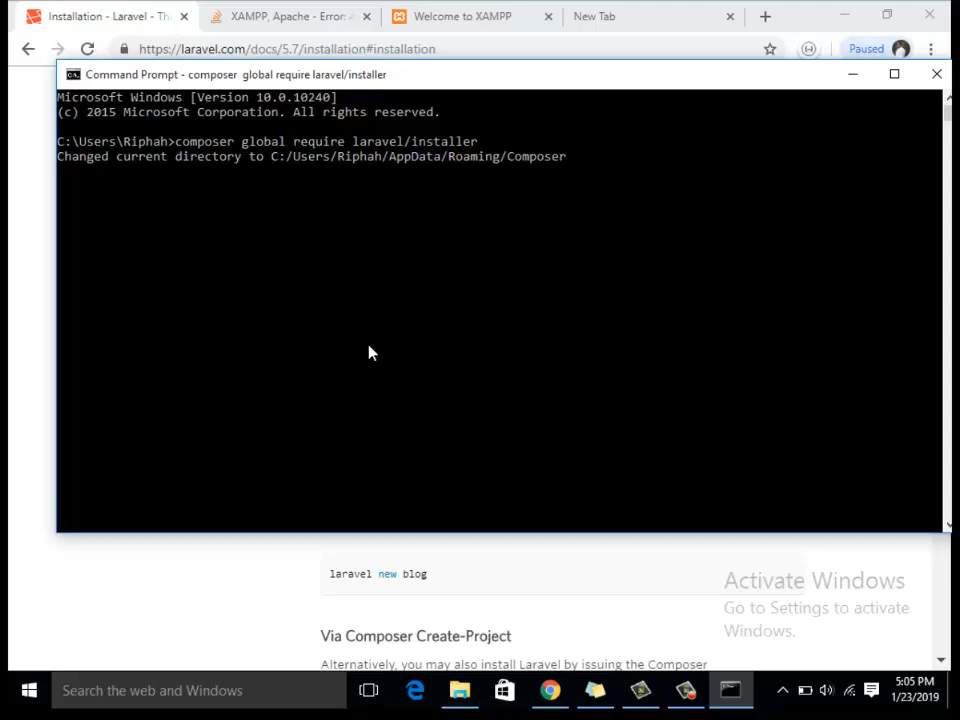 Installation - Laravel - Th
XAMPP, Apache - Error:
Welcome to XAMPP
New Tab
https://laravel.com/docs/5.7/installation#installation
Paused
Command Prompt - composer  global require laravel/installer
Microsoft Windows [Version 10.0.10240]
(c) 2015 Microsoft Corporation. All rights reserved.
C:\Users\Riphah>composer global require laravel/installer
Changed current directory to C:/Users/Riphah/AppData/Roaming/Composer
laravel new blog
Activate Windows
Go to Settings to activate
Windows.
Via Composer Create-Project
Alternatively, you may also install Laravel by issuing the Composer
Search the web and Windows
5:05 PM
1/23/2019